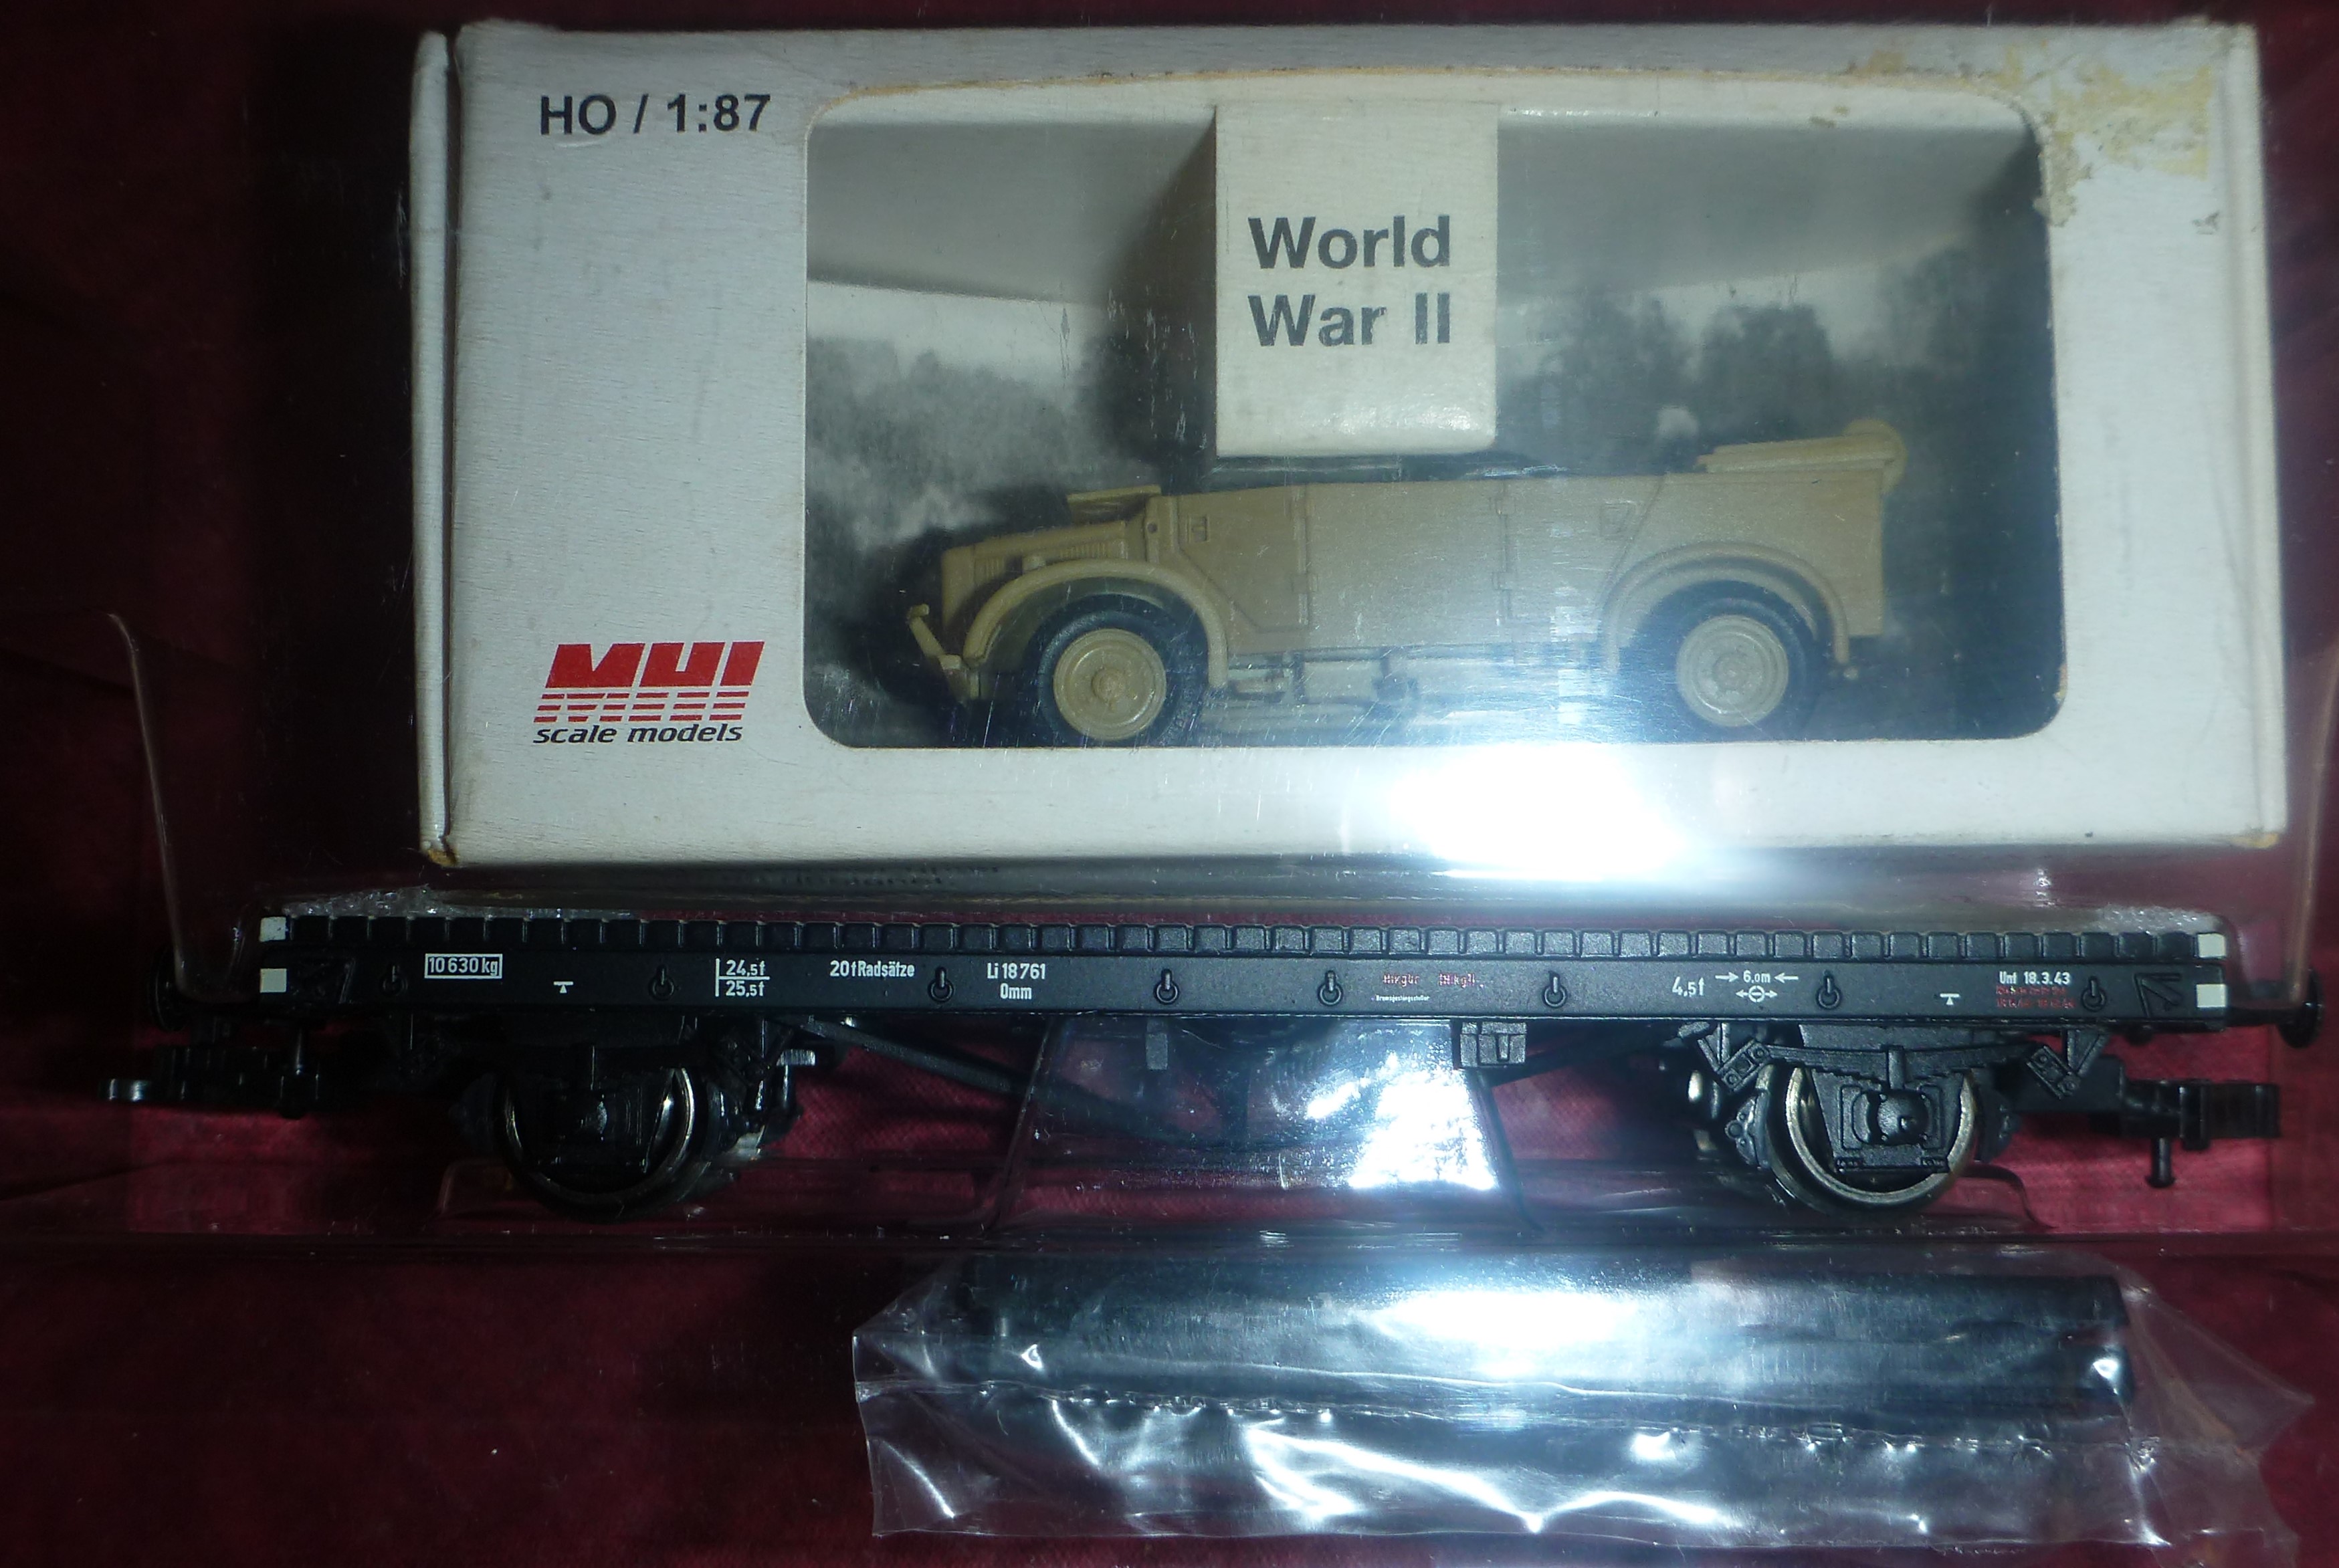 HO / 1:87
World
War II
MHI
scale models
10 630 kg
24,5t
25,5t
20t Radsätze
Li 18 761
0mm
4,5t
6,0m
Unt 18.3.43